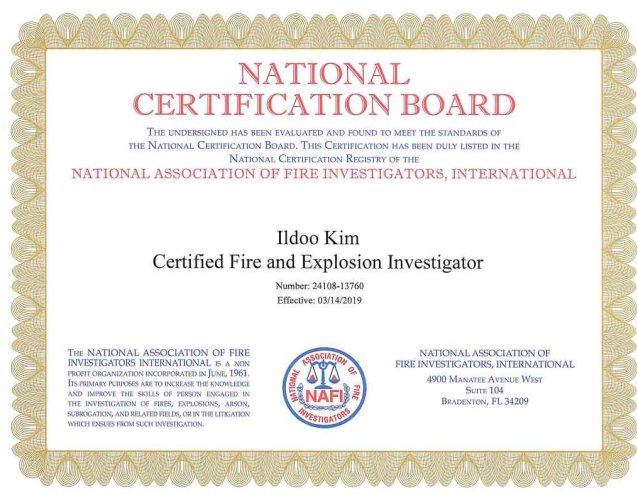 NATIONAL
CERTIFICATION BOARD
THE UNDERSIGNED HAS BEEN EVALUATED AND FOUND TO MEET THE STANDARDS OF
THE NATIONAL CERTIFICATION BOARD. THIS CERTIFICATION HAS BEEN DULY LISTED IN THE
NATIONAL CERTIFICATION REGISTRY OF THE
NATIONAL ASSOCIATION OF FIRE INVESTIGATORS, INTERNATIONAL
Ildoo Kim
Certified Fire and Explosion Investigator
Number: 24108-13760
Effective: 03/14/2019
THE NATIONAL ASSOCIATION OF FIRE
INVESTIGATORS INTERNATIONAL IS A NON
PROFIT ORGANIZATION INCORPORATED IN JUNE, 1961.
ITS PRIMARY PURPOSES ARE TO INCREASE THE KNOWLEDGE
AND IMPROVE THE SKILLS OF PERSON ENGAGED IN
THE INVESTIGATION OF FIRES, EXPLOSIONS, ARSON,
SUBROGATION, AND RELATED FIELDS, OR IN THE LITIGATION
WHICH ENSUES FROM SUCH INVESTIGATION.
NATIONAL ASSOCIATION OF FIRE INVESTIGATORS
NAFI
NATIONAL ASSOCIATION OF
FIRE INVESTIGATORS, INTERNATIONAL
4900 MANATEE AVENUE WEST
SUITE 104
BRADENTON, FL 34209